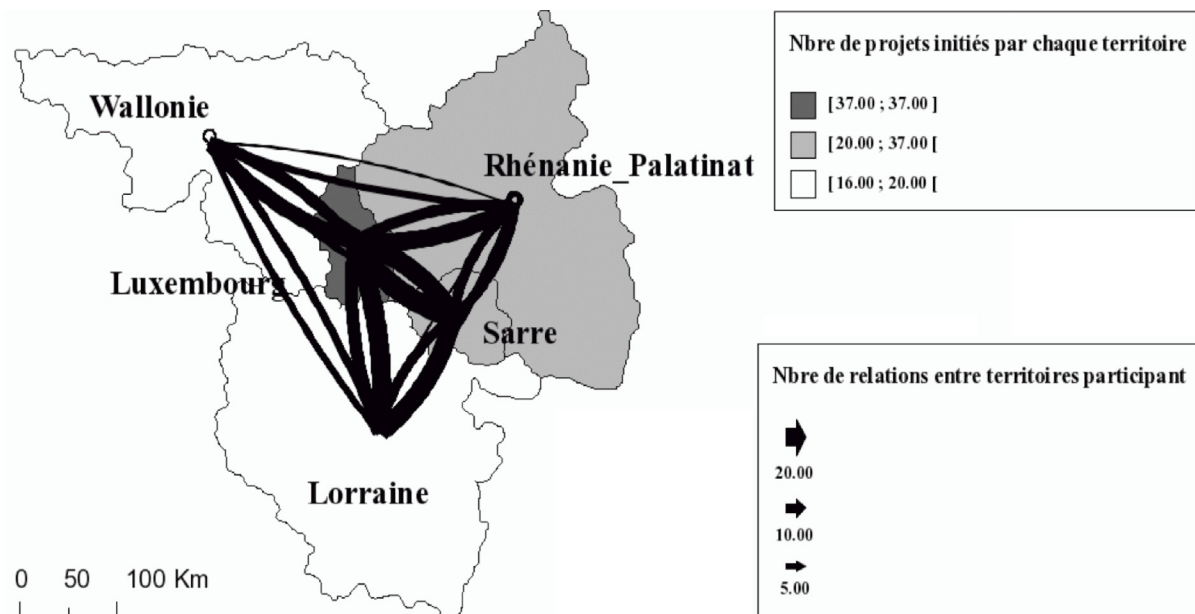 Wallonie
Rhénanie_Palatinat
Luxembourg
Sarre
Lorraine
0 50 100 Km
Nbre de projets initiés par chaque territoire
[37.00 ; 37.00 ]
[20.00 ; 37.00 [
[16.00 ; 20.00 [
Nbre de relations entre territoires participant
20.00
10.00
5.00